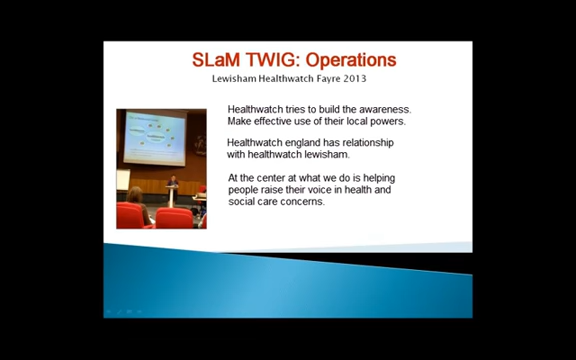 SLaM TWIG: Operations
Lewisham Healthwatch Fayre 2013
Healthwatch tries to build the awareness.
Make effective use of their local powers.
Healthwatch england has relationship
with healthwatch lewisham.
At the center at what we do is helping
people raise their voice in health and
social care concerns.